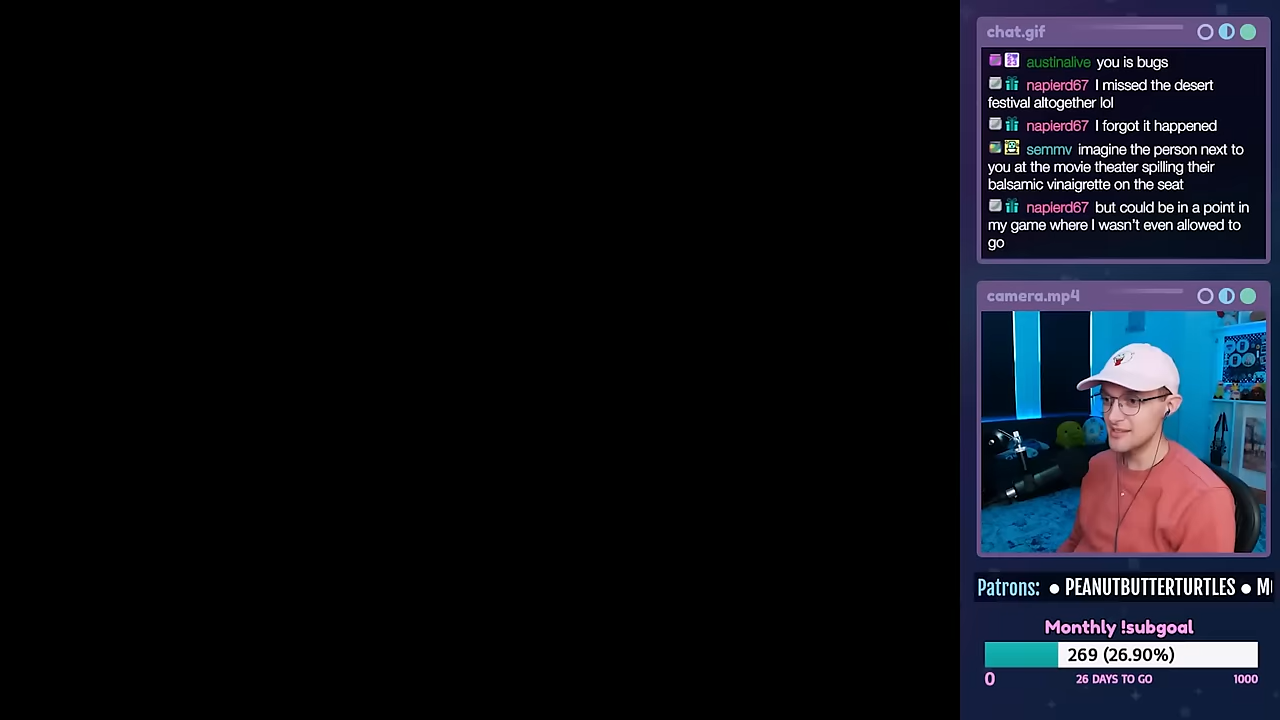 chat.gif
austinalive you is bugs
napierd67 I missed the desert
festival altogether lol
napierd67 I forgot it happened
semmv imagine the person next to
you at the movie theater spilling their
balsamic vinaigrette on the seat
napierd67 but could be in a point in
my game where I wasn't even allowed to
go
camera.mp4
Patrons: ● PEANUTBUTTERTURTLES ●
Monthly !subgoal
269 (26.90%)
0 26 DAYS TO GO 1000